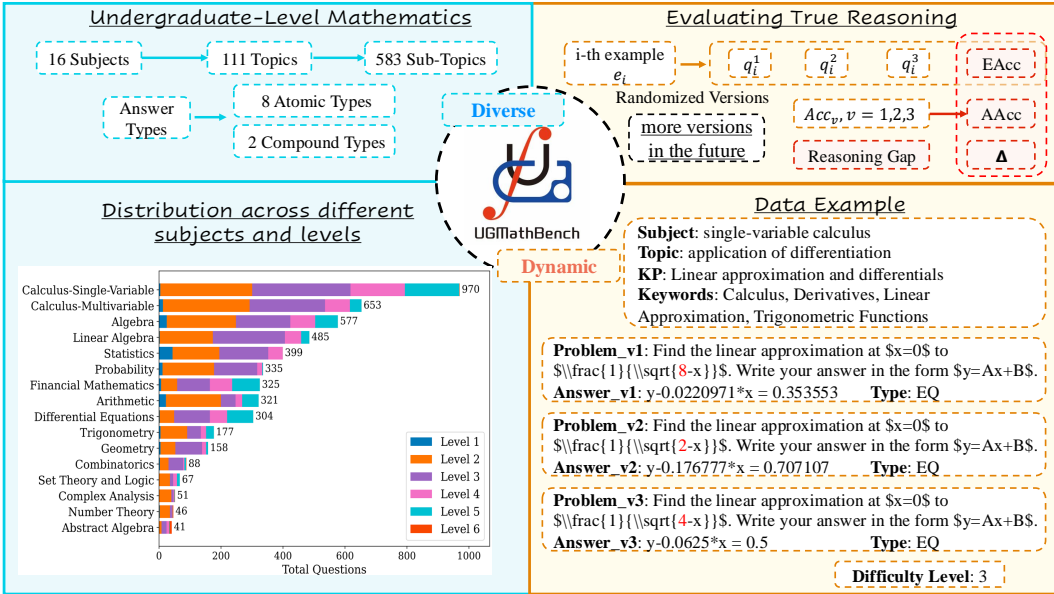 Undergraduate-Level Mathematics
16 Subjects
111 Topics
583 Sub-Topics
Answer
Types
8 Atomic Types
2 Compound Types
Evaluating True Reasoning
i-th example
e_i
q_i^1
q_i^2
q_i^3
EAcc
Randomized Versions
more versions
in the future
Acc_v, v = 1,2,3
AAcc
Reasoning Gap
Δ
Diverse
UGMathBench
Dynamic
Distribution across different
subjects and levels
Calculus-Single-Variable 970
Calculus-Multivariable 653
Algebra 577
Linear Algebra 485
Statistics 399
Probability 335
Financial Mathematics 325
Arithmetic 321
Differential Equations 304
Trigonometry 177
Geometry 158
Combinatorics 88
Set Theory and Logic 67
Complex Analysis 51
Number Theory 46
Abstract Algebra 41
Level 1
Level 2
Level 3
Level 4
Level 5
Level 6
0 200 400 600 800 1000
Total Questions
Data Example
Subject: single-variable calculus
Topic: application of differentiation
KP: Linear approximation and differentials
Keywords: Calculus, Derivatives, Linear
Approximation, Trigonometric Functions
Problem_v1: Find the linear approximation at $x=0$ to
$\\frac{1}{\\sqrt{8-x}}$. Write your answer in the form $y=Ax+B$.
Answer_v1: y-0.0220971*x = 0.353553 Type: EQ
Problem_v2: Find the linear approximation at $x=0$ to
$\\frac{1}{\\sqrt{2-x}}$. Write your answer in the form $y=Ax+B$.
Answer_v2: y-0.176777*x = 0.707107 Type: EQ
Problem_v3: Find the linear approximation at $x=0$ to
$\\frac{1}{\\sqrt{4-x}}$. Write your answer in the form $y=Ax+B$.
Answer_v3: y-0.0625*x = 0.5 Type: EQ
Difficulty Level: 3